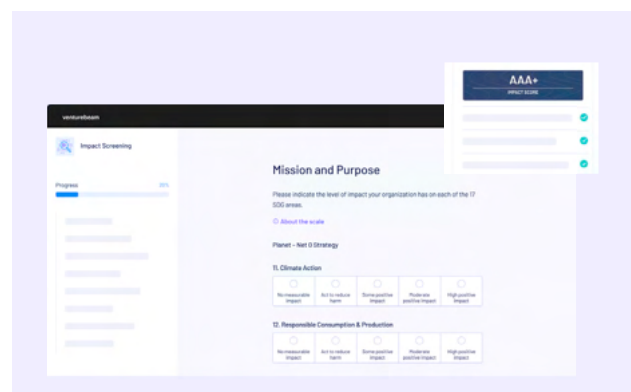 AAA+
IMPACT SCORE
venturebeam
Impact Screening
Progress
Mission and Purpose
Please indicate the level of impact your organization has on each of the 17
SDG areas.
About the scale
Planet - Net 0 Strategy
11. Climate Action
No measurable impact
Act to reduce harm
Some positive impact
Moderate positive impact
High positive impact
12. Responsible Consumption & Production
No measurable impact
Act to reduce harm
Some positive impact
Moderate positive impact
High positive impact